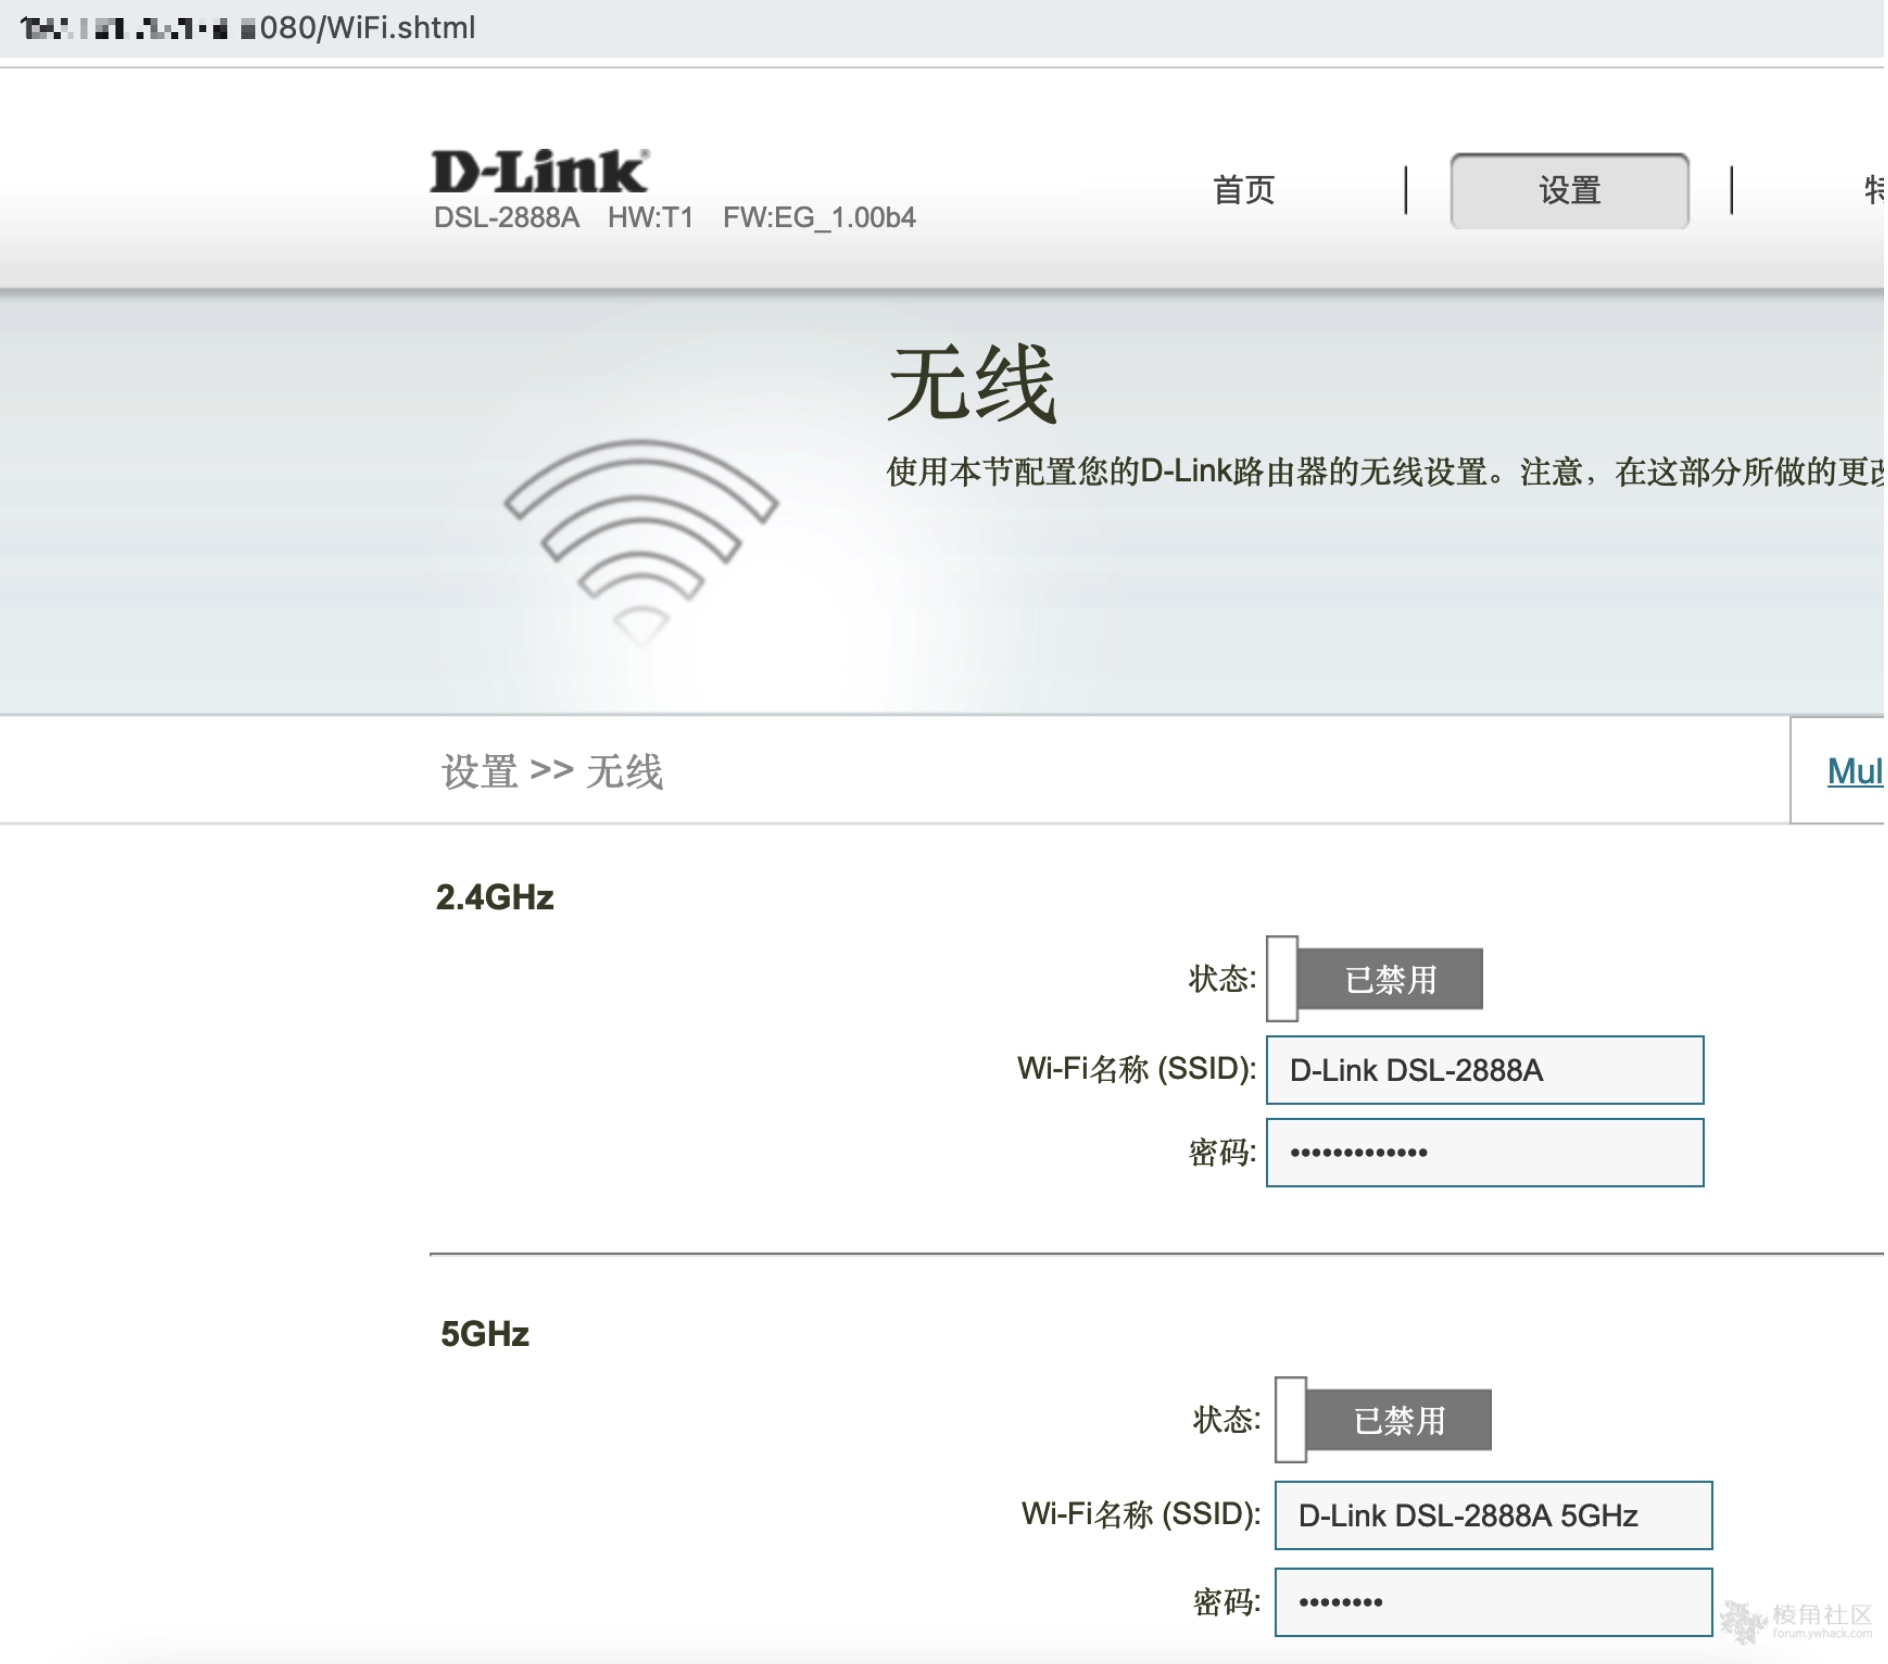 080/WiFi.shtml
D-Link
DSL-2888A HW:T1 FW:EG_1.00b4
首页 | 设置 |
无线
使用本节配置您的D-Link路由器的无线设置。注意，在这部分所做的更
设置 >> 无线
Mul
2.4GHz
状态: 已禁用
Wi-Fi名称 (SSID): D-Link DSL-2888A
密码: •••••••••••••
5GHz
状态: 已禁用
Wi-Fi名称 (SSID): D-Link DSL-2888A 5GHz
密码: ••••••••
棱角社区
forum.ywhack.com